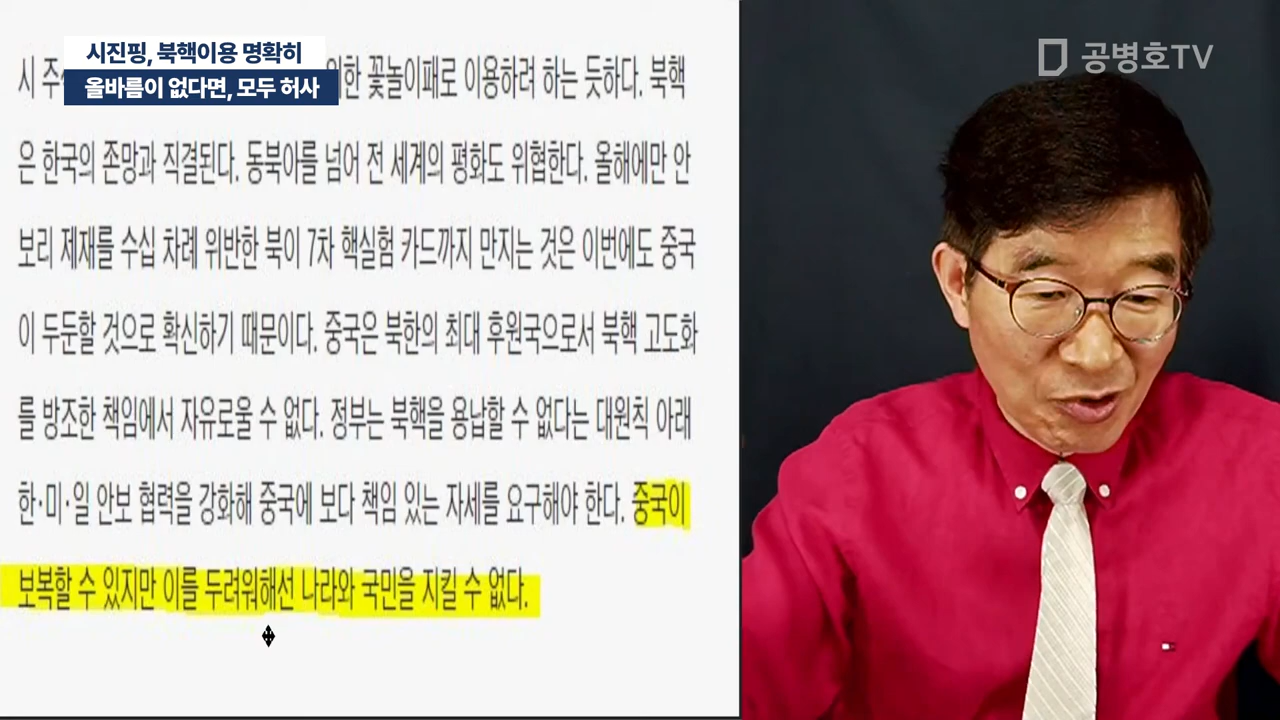 시진핑, 북핵이용 명확히
올바름이 없다면, 모두 허사
공병호TV
시 주 위한 꽃놀이패로 이용하려 하는 듯하다. 북핵
은 한국의 존망과 직결된다. 동북아를 넘어 전 세계의 평화도 위협한다. 올해에만 안
보리 제재를 수십 차례 위반한 북이 7차 핵실험 카드까지 만지는 것은 이번에도 중국
이 두둔할 것으로 확신하기 때문이다. 중국은 북한의 최대 후원국으로서 북핵 고도화
를 방조한 책임에서 자유로울 수 없다. 정부는 북핵을 용납할 수 없다는 대원칙 아래
한·미·일 안보 협력을 강화해 중국에 보다 책임 있는 자세를 요구해야 한다. 중국이
보복할 수 있지만 이를 두려워해선 나라와 국민을 지킬 수 없다.